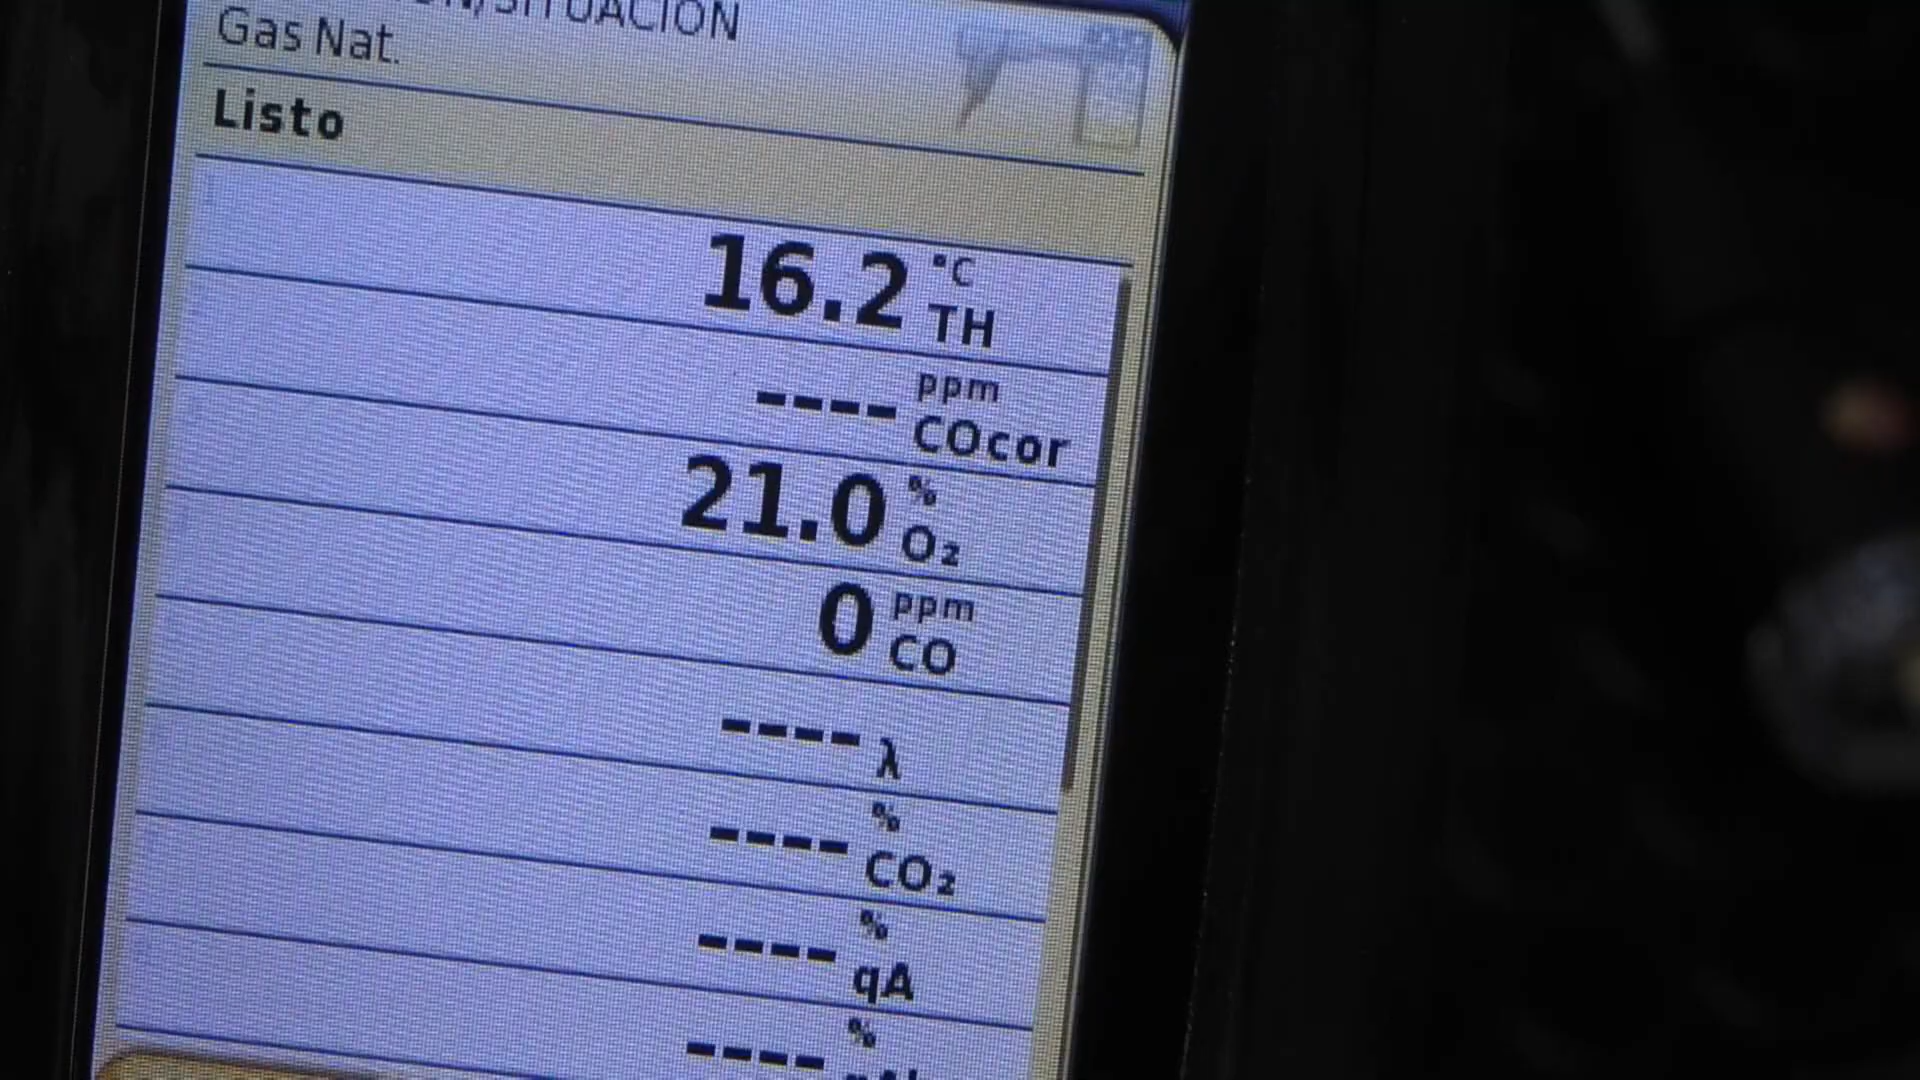 Gas Nat.
Listo
16.2 °C TH
---- ppm COcor
21.0 % O₂
0 ppm CO
---- λ
---- % CO₂
---- % qA
---- %